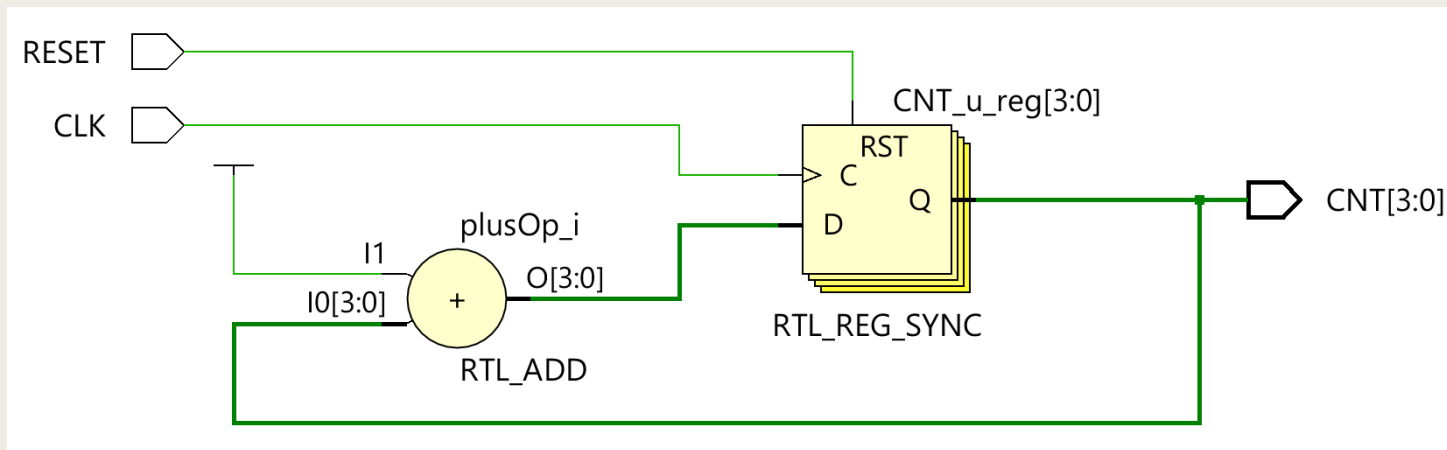 RESET
CNT_u_reg[3:0]
CLK
RST
C
Q
CNT[3:0]
plusOp_i
D
I1
O[3:0]
I0[3:0]
+
RTL_REG_SYNC
RTL_ADD